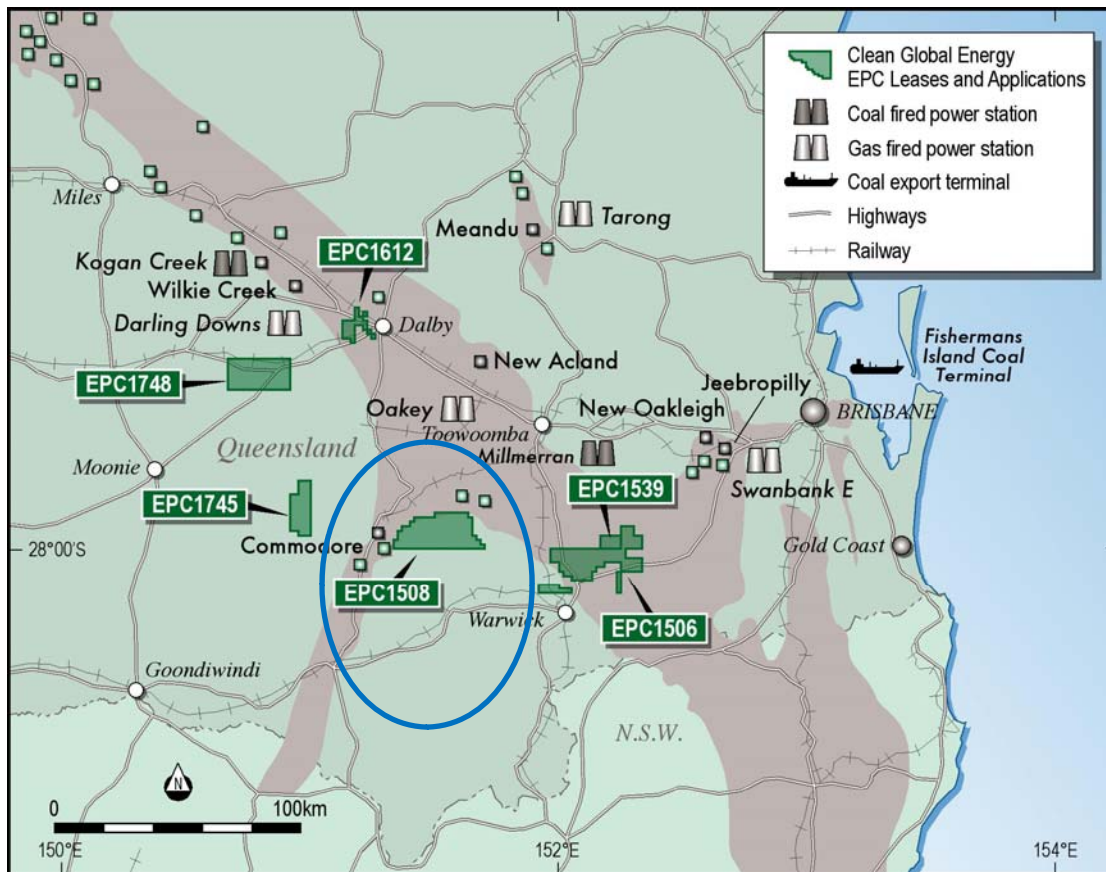 Clean Global Energy
EPC Leases and Applications
Coal fired power station
Gas fired power station
Coal export terminal
Highways
Railway
Miles
Meandu
Tarong
EPC1612
Kogan Creek
Wilkie Creek
Darling Downs
Dalby
Fishermans
Island Coal
Terminal
New Acland
EPC1748
Jeebropilly
Oakey
New Oakleigh
BRISBANE
Toowoomba
Queensland
Millmerran
Moonie
EPC1539
Swanbank E
EPC1745
Commodore
28°00'S
Gold Coast
EPC1508
Warwick
EPC1506
Goondiwindi
N.S.W.
N
0
100km
150°E
152°E
154°E